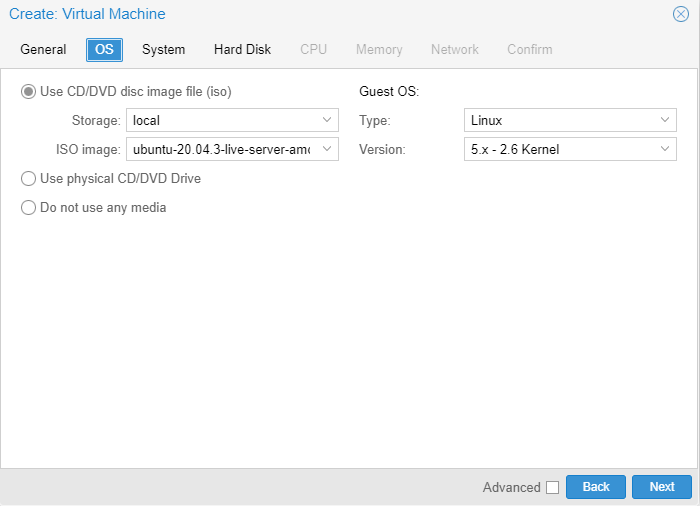 Create: Virtual Machine
General OS System Hard Disk CPU Memory Network Confirm
Use CD/DVD disc image file (iso) Guest OS:
Storage: local Type: Linux
ISO image: ubuntu-20.04.3-live-server-amd Version: 5.x - 2.6 Kernel
Use physical CD/DVD Drive
Do not use any media
Advanced Back Next